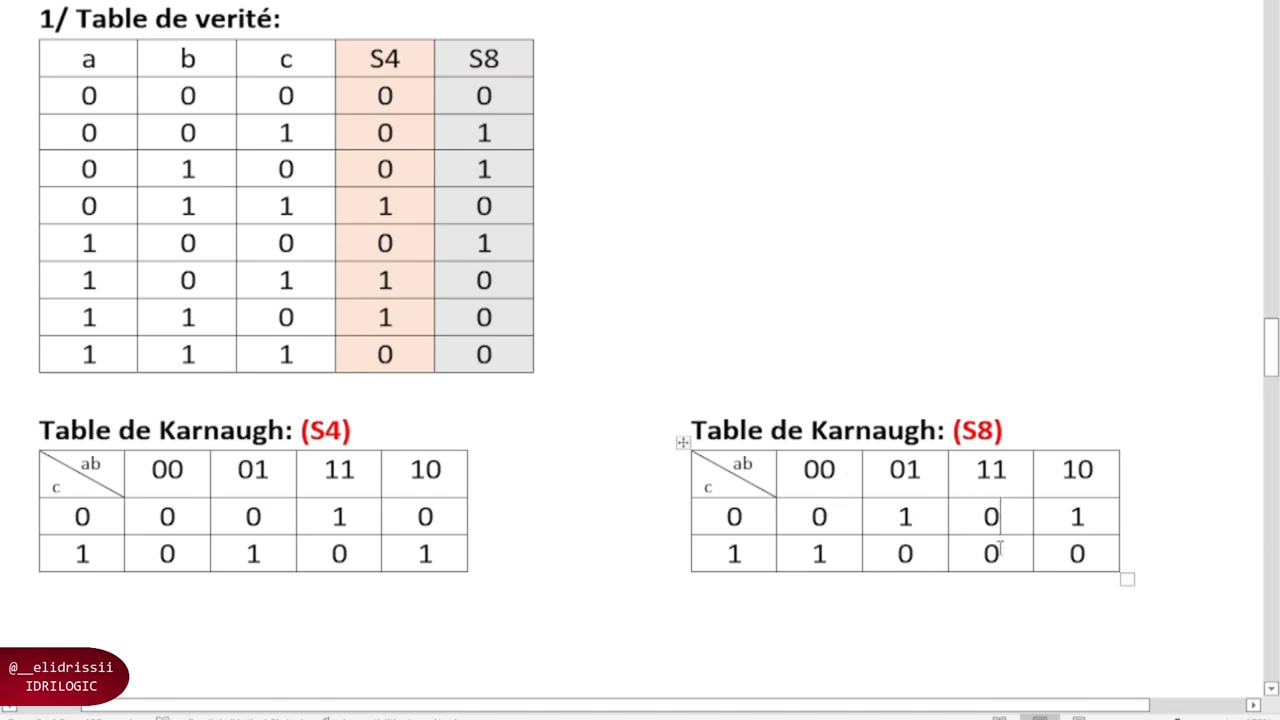 1/ Table de verité:
a b c S4 S8
0 0 0 0 0
0 0 1 0 1
0 1 0 0 1
0 1 1 1 0
1 0 0 0 1
1 0 1 1 0
1 1 0 1 0
1 1 1 0 0
Table de Karnaugh: (S4)
ab
c
00 01 11 10
0 0 0 1 0
1 0 1 0 1
Table de Karnaugh: (S8)
ab
c
00 01 11 10
0 0 1 0 1
1 1 0 0 0
@__elidrissii
IDRILOGIC